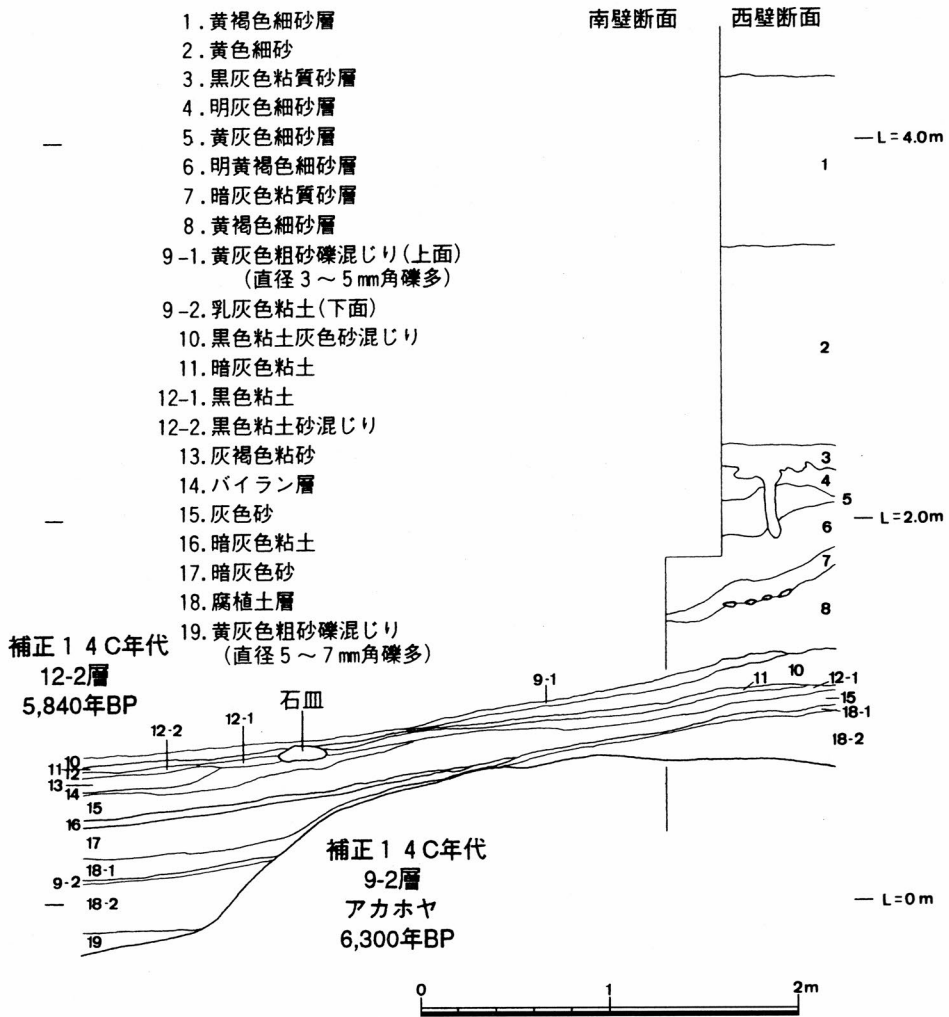 1.黄褐色細砂層
2.黄色細砂
3.黒灰色粘質砂層
4.明灰色細砂層
5.黄灰色細砂層
6.明黄褐色細砂層
7.暗灰色粘質砂層
8.黄褐色細砂層
9-1.黄灰色粗砂礫混じり(上面)
(直径3〜5mm角礫多)
9-2.乳灰色粘土(下面)
10.黒色粘土灰色砂混じり
11.暗灰色粘土
12-1.黒色粘土
12-2.黒色粘土砂混じり
13.灰褐色粘砂
14.バイラン層
15.灰色砂
16.暗灰色粘土
17.暗灰色砂
18.腐植土層
19.黄灰色粗砂礫混じり
(直径5〜7mm角礫多)
南壁断面
西壁断面
L=4.0m
1
2
3
4
5
L=2.0m
6
7
8
補正14C年代
12-2層
5,840年BP
石皿
12-2
12-1
9-1
11
10
12-1
15
18-1
18-2
10
11
12
13
14
15
16
17
18-1
9-2
18-2
19
補正14C年代
9-2層
アカホヤ
6,300年BP
L=0m
0
1
2m